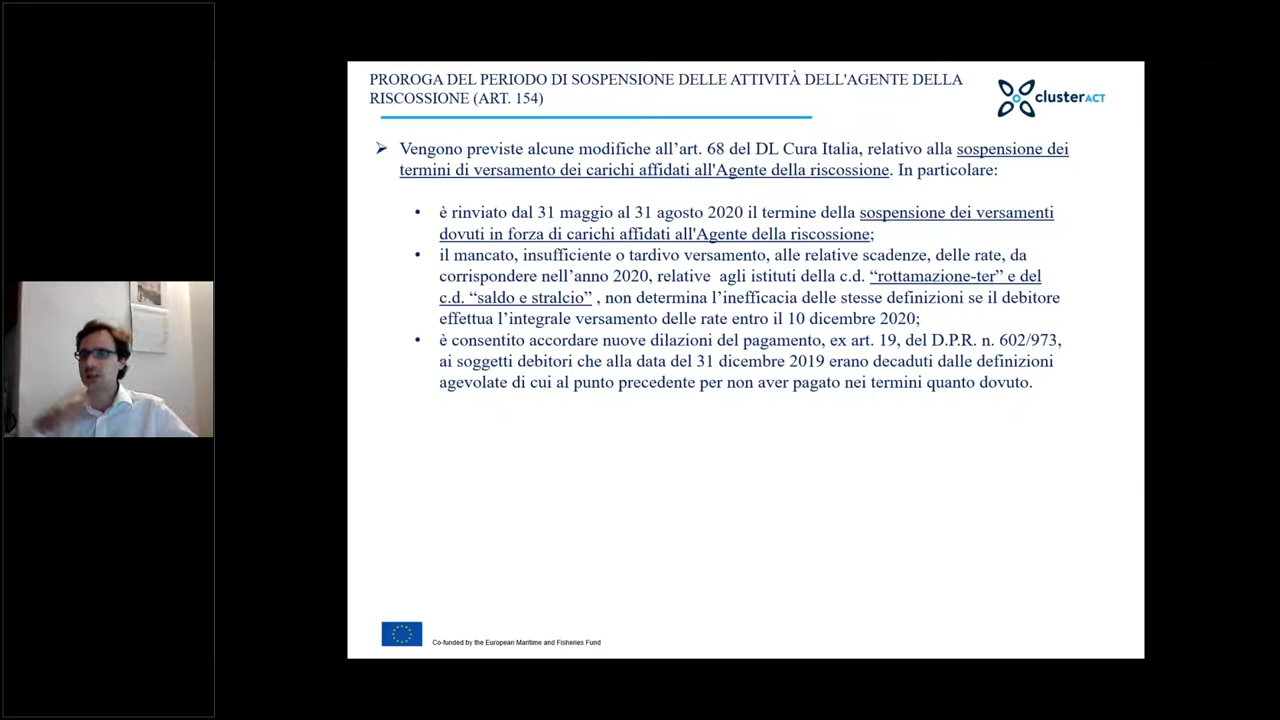 PROROGA DEL PERIODO DI SOSPENSIONE DELLE ATTIVITÀ DELL'AGENTE DELLA
RISCOSSIONE (ART. 154)
clusterACT
Vengono previste alcune modifiche all’art. 68 del DL Cura Italia, relativo alla sospensione dei
termini di versamento dei carichi affidati all'Agente della riscossione. In particolare:
• è rinviato dal 31 maggio al 31 agosto 2020 il termine della sospensione dei versamenti
dovuti in forza di carichi affidati all'Agente della riscossione;
• il mancato, insufficiente o tardivo versamento, alle relative scadenze, delle rate, da
corrispondere nell’anno 2020, relative agli istituti della c.d. “rottamazione-ter” e del
c.d. “saldo e stralcio” , non determina l’inefficacia delle stesse definizioni se il debitore
effettua l’integrale versamento delle rate entro il 10 dicembre 2020;
• è consentito accordare nuove dilazioni del pagamento, ex art. 19, del D.P.R. n. 602/973,
ai soggetti debitori che alla data del 31 dicembre 2019 erano decaduti dalle definizioni
agevolate di cui al punto precedente per non aver pagato nei termini quanto dovuto.
Co-funded by the European Maritime and Fisheries Fund